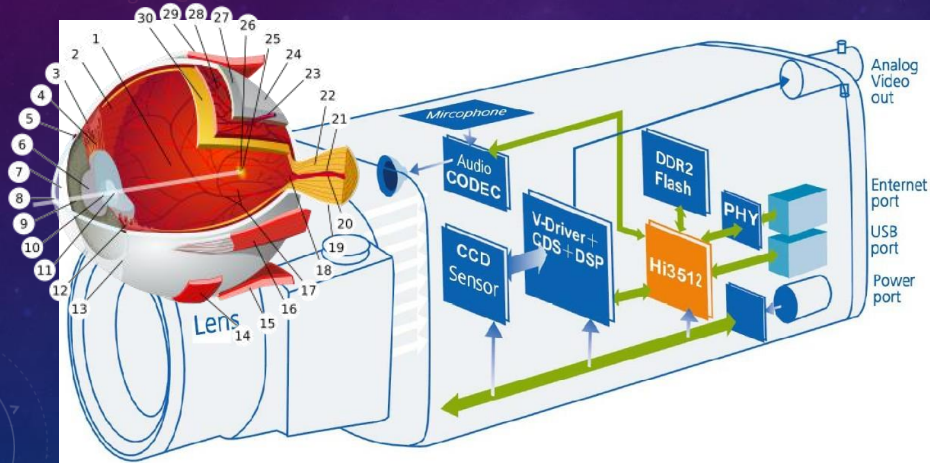 30
29
28
27
26
25
24
23
22
21
20
19
18
17
16
15
14
13
12
11
10
9
8
7
6
5
4
3
2
1
Mircophone
Audio
CODEC
DDR2
Flash
PHY
V-Driver+
CDS+DSP
CCD
Sensor
Hi3512
Lens
Analog
Video
out
Enternet
port
USB
port
Power
port